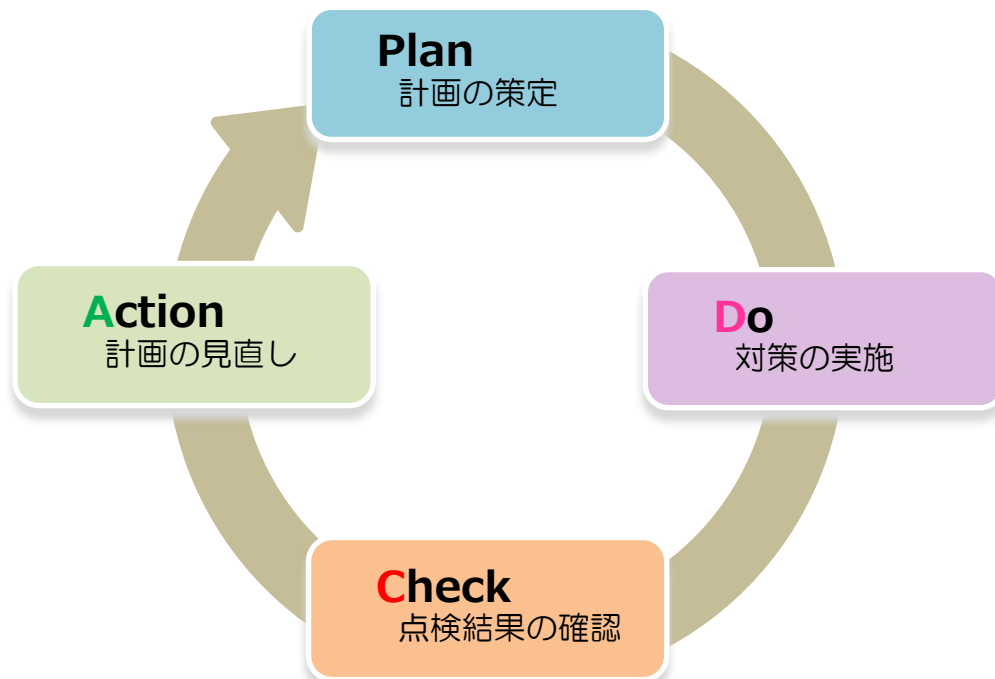 Plan
計画の策定
Do
対策の実施
Check
点検結果の確認
Action
計画の見直し